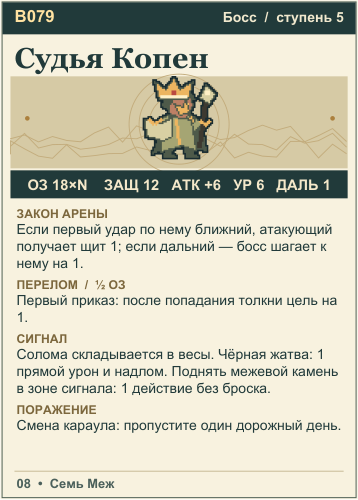 B079
Босс / ступень 5
Судья Копен
ОЗ 18×N ЗАЩ 12 АТК +6 УР 6 ДАЛЬ 1
ЗАКОН АРЕНЫ
Если первый удар по нему ближний, атакующий
получает щит 1; если дальний — босс шагает к
нему на 1.
ПЕРЕЛОМ / ½ ОЗ
Первый приказ: после попадания толкни цель на
1.
СИГНАЛ
Солома складывается в весы. Чёрная жатва: 1
прямой урон и надлом. Поднять межевой камень
в зоне сигнала: 1 действие без броска.
ПОРАЖЕНИЕ
Смена караула: пропустите один дорожный день.
08 • Семь Меж